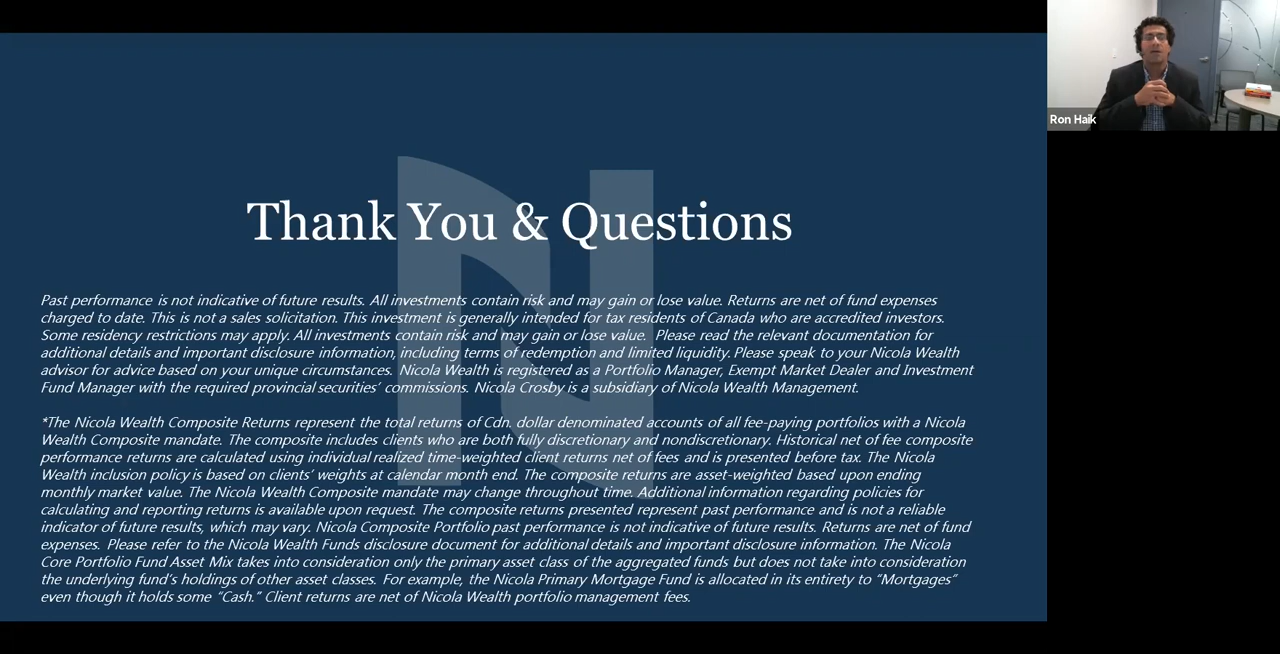 Thank You & Questions
Past performance is not indicative of future results. All investments contain risk and may gain or lose value. Returns are net of fund expenses
charged to date. This is not a sales solicitation. This investment is generally intended for tax residents of Canada who are accredited investors.
Some residency restrictions may apply. All investments contain risk and may gain or lose value. Please read the relevant documentation for
additional details and important disclosure information, including terms of redemption and limited liquidity. Please speak to your Nicola Wealth
advisor for advice based on your unique circumstances. Nicola Wealth is registered as a Portfolio Manager, Exempt Market Dealer and Investment
Fund Manager with the required provincial securities’ commissions. Nicola Crosby is a subsidiary of Nicola Wealth Management.
*The Nicola Wealth Composite Returns represent the total returns of Cdn. dollar denominated accounts of all fee-paying portfolios with a Nicola
Wealth Composite mandate. The composite includes clients who are both fully discretionary and nondiscretionary. Historical net of fee composite
performance returns are calculated using individual realized time-weighted client returns net of fees and is presented before tax. The Nicola
Wealth inclusion policy is based on clients’ weights at calendar month end. The composite returns are asset-weighted based upon ending
monthly market value. The Nicola Wealth Composite mandate may change throughout time. Additional information regarding policies for
calculating and reporting returns is available upon request. The composite returns presented represent past performance and is not a reliable
indicator of future results, which may vary. Nicola Composite Portfolio past performance is not indicative of future results. Returns are net of fund
expenses. Please refer to the Nicola Wealth Funds disclosure document for additional details and important disclosure information. The Nicola
Core Portfolio Fund Asset Mix takes into consideration only the primary asset class of the aggregated funds but does not take into consideration
the underlying fund’s holdings of other asset classes. For example, the Nicola Primary Mortgage Fund is allocated in its entirety to “Mortgages”
even though it holds some “Cash.” Client returns are net of Nicola Wealth portfolio management fees.
Ron Haik